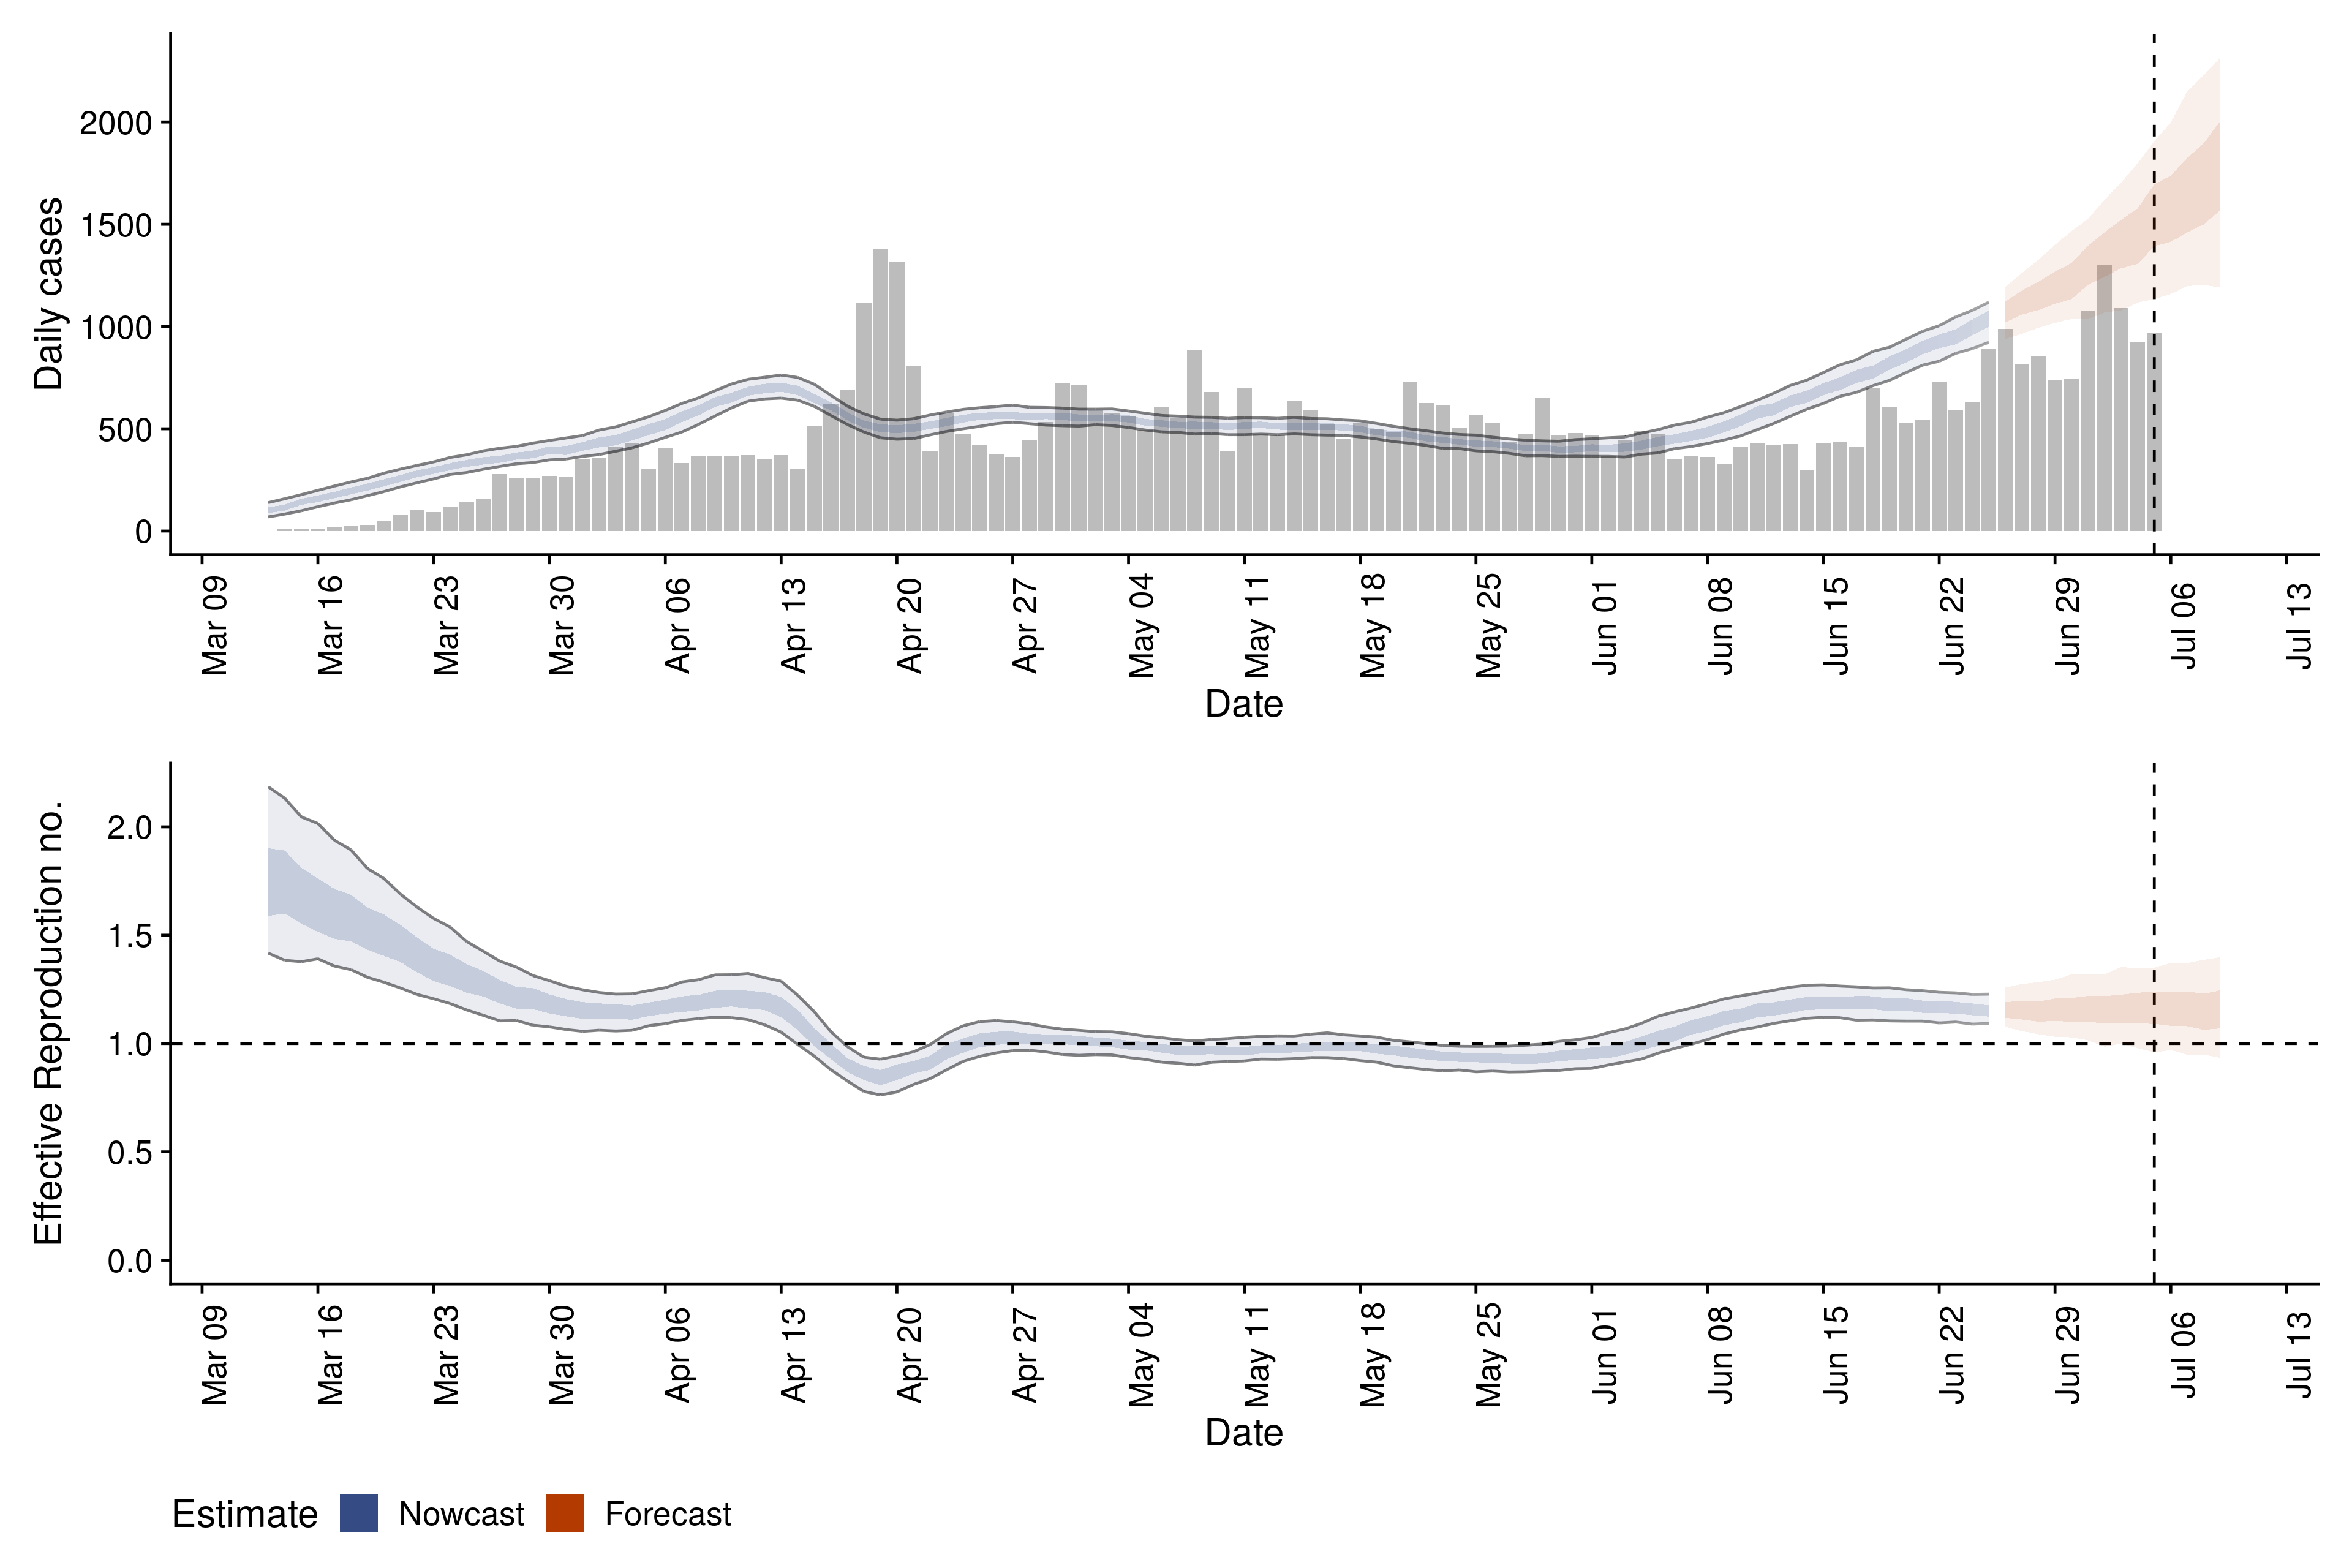 Daily cases
2000
1500
1000
500
0
Mar 09
Mar 16
Mar 23
Mar 30
Apr 06
Apr 13
Apr 20
Apr 27
May 04
May 11
May 18
May 25
Jun 01
Jun 08
Jun 15
Jun 22
Jun 29
Jul 06
Jul 13
Date
Effective Reproduction no.
2.0
1.5
1.0
0.5
0.0
Mar 09
Mar 16
Mar 23
Mar 30
Apr 06
Apr 13
Apr 20
Apr 27
May 04
May 11
May 18
May 25
Jun 01
Jun 08
Jun 15
Jun 22
Jun 29
Jul 06
Jul 13
Date
Estimate Nowcast Forecast